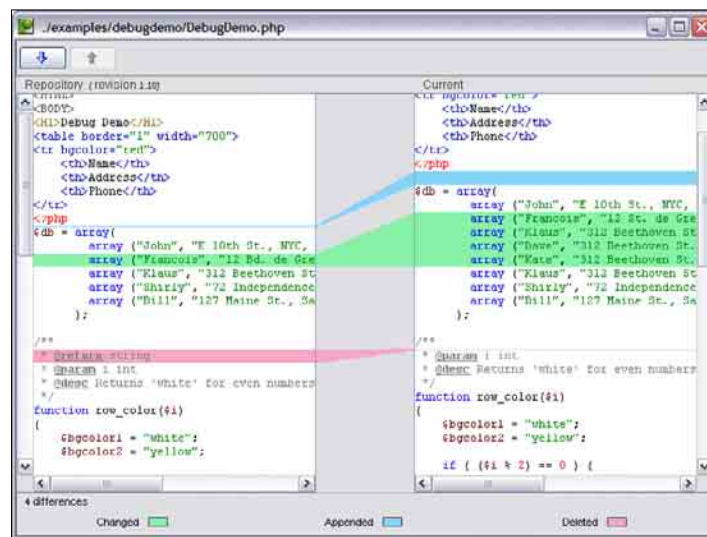 ./examples/debugdemo/DebugDemo.php
Repository (revision 1.10)
<HTML>
<BODY>
<H1>Debug Demo</H1>
<table border="1" width="700">
<tr bgcolor="red">
<th>Name</th>
<th>Address</th>
<th>Phone</th>
</tr>
<?php
$db = array(
array ("John", "E 10th St., NYC,
array ("Francois", "12 Bd. de Gre
array ("Klaus", "312 Beethoven St
array ("Shirly", "72 Independence
array ("Bill", "127 Maine St., Sa
);
/**
* @return string
* @param i int
* @desc Returns 'white' for even numbers
*/
function row_color($i)
{
$bgcolor1 = "white";
$bgcolor2 = "yellow";
Current
<tr bgcolor="red">
<th>Name</th>
<th>Address</th>
<th>Phone</th>
</tr>
<?php
$db = array(
array ("John", "E 10th St., NYC,
array ("Francois", "12 St. de Gre
array ("Klaus", "312 Beethoven St
array ("Dave", "312 Beethoven St
array ("Kate", "312 Beethoven St
array ("Klaus", "312 Beethoven St
array ("Shirly", "72 Independence
array ("Bill", "127 Maine St., Sa
);
/**
* @param i int
* @desc Returns 'white' for even numbers
*/
function row_color($i)
{
$bgcolor1 = "white";
$bgcolor2 = "yellow";
if ( ($i % 2) == 0 ) {
4 differences
Changed
Appended
Deleted